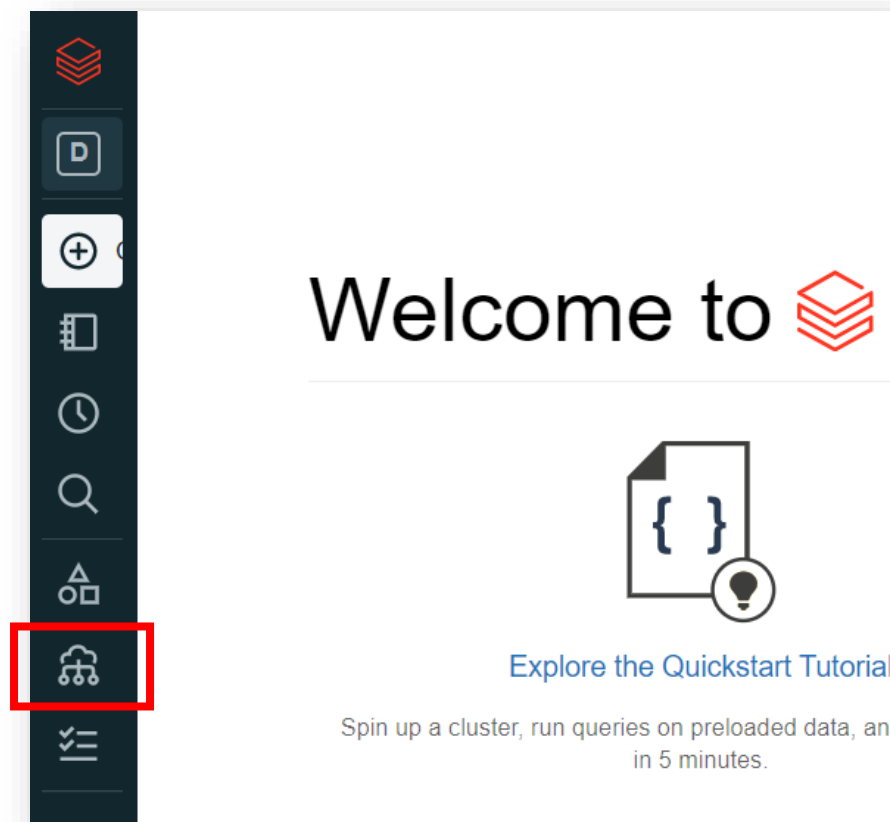 D
Welcome to
{ }
Explore the Quickstart Tutorial
Spin up a cluster, run queries on preloaded data, an
in 5 minutes.